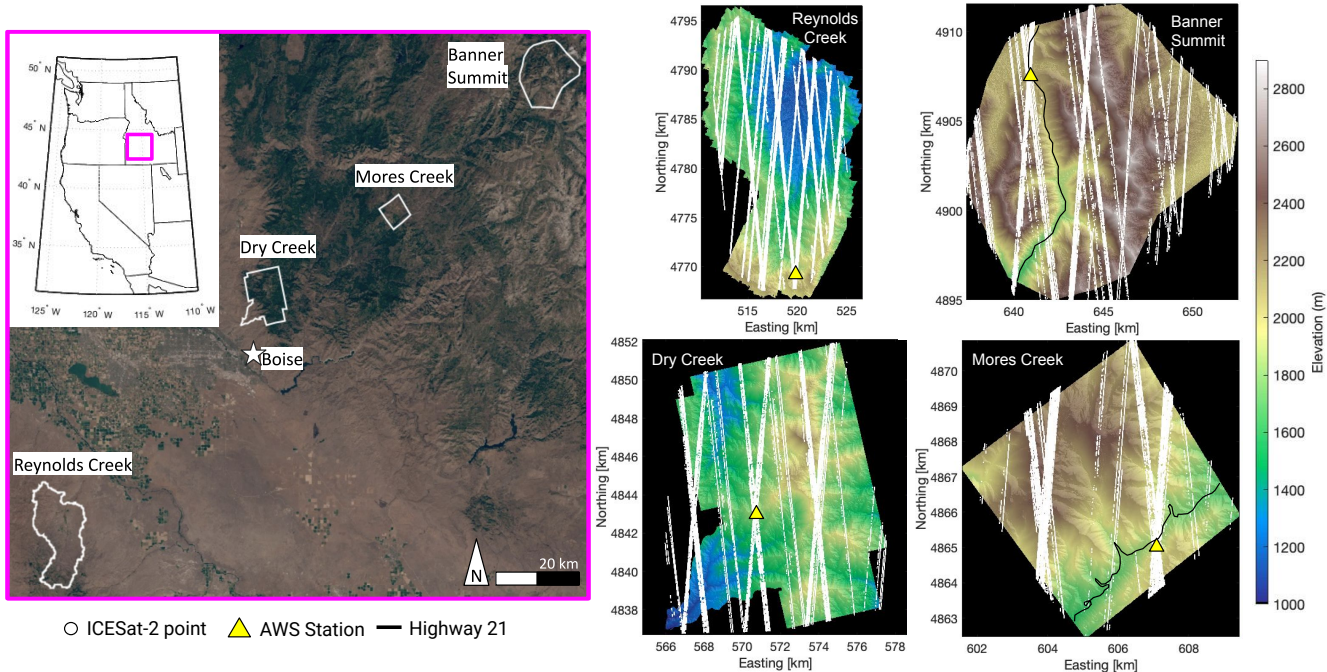 50° N
45° N
40° N
35° N
125° W
120° W
115° W
110° W
Banner
Summit
Mores Creek
Dry Creek
Boise
Reynolds Creek
N
20 km
ICESat-2 point
AWS Station
Highway 21
Reynolds
Creek
4795
4790
4785
4780
4775
4770
Northing [km]
515
520
525
Easting [km]
Banner
Summit
4910
4905
4900
4895
Northing [km]
640
645
650
Easting [km]
Dry Creek
4852
4850
4848
4846
4844
4842
4840
4838
Northing [km]
566
568
570
572
574
576
578
Easting [km]
Mores Creek
4870
4868
4867
4866
4865
4864
4863
Northing [km]
602
604
606
608
Easting [km]
2800
2600
2400
2200
2000
1800
1600
1400
1200
1000
Elevation (m)